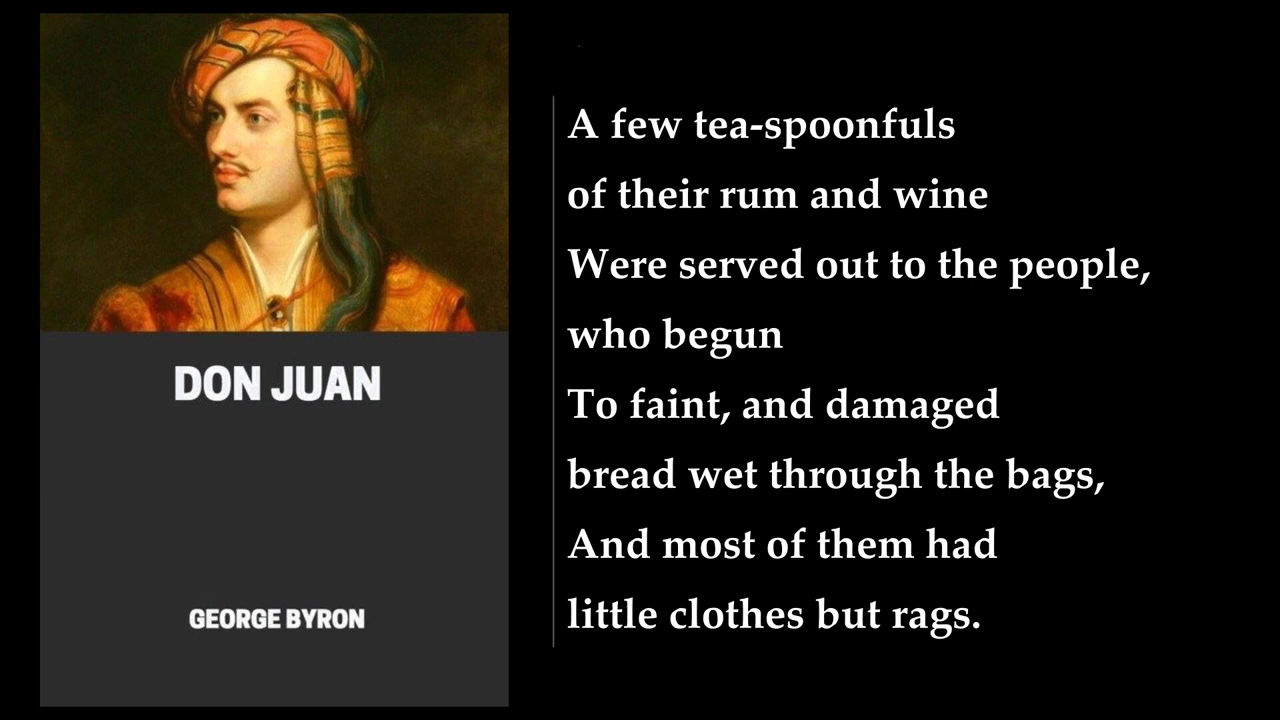 DON JUAN
GEORGE BYRON
A few tea-spoonfuls
of their rum and wine
Were served out to the people,
who begun
To faint, and damaged
bread wet through the bags,
And most of them had
little clothes but rags.